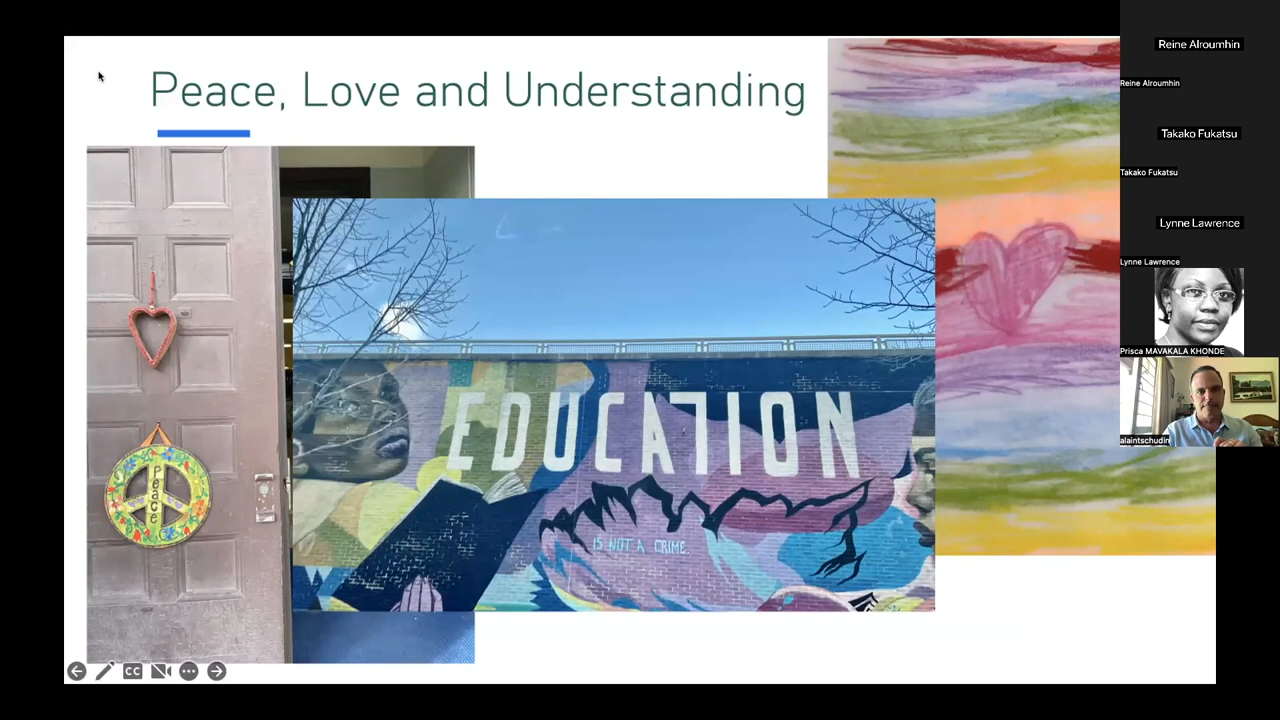 Peace, Love and Understanding
Peace
EDUCATION
IS NOT A CRIME.
CC
Reine Alroumhin
Reine Alroumhin
Takako Fukatsu
Takako Fukatsu
Lynne Lawrence
Lynne Lawrence
Prisca MAVAKALA KHONDE
alaintschudin